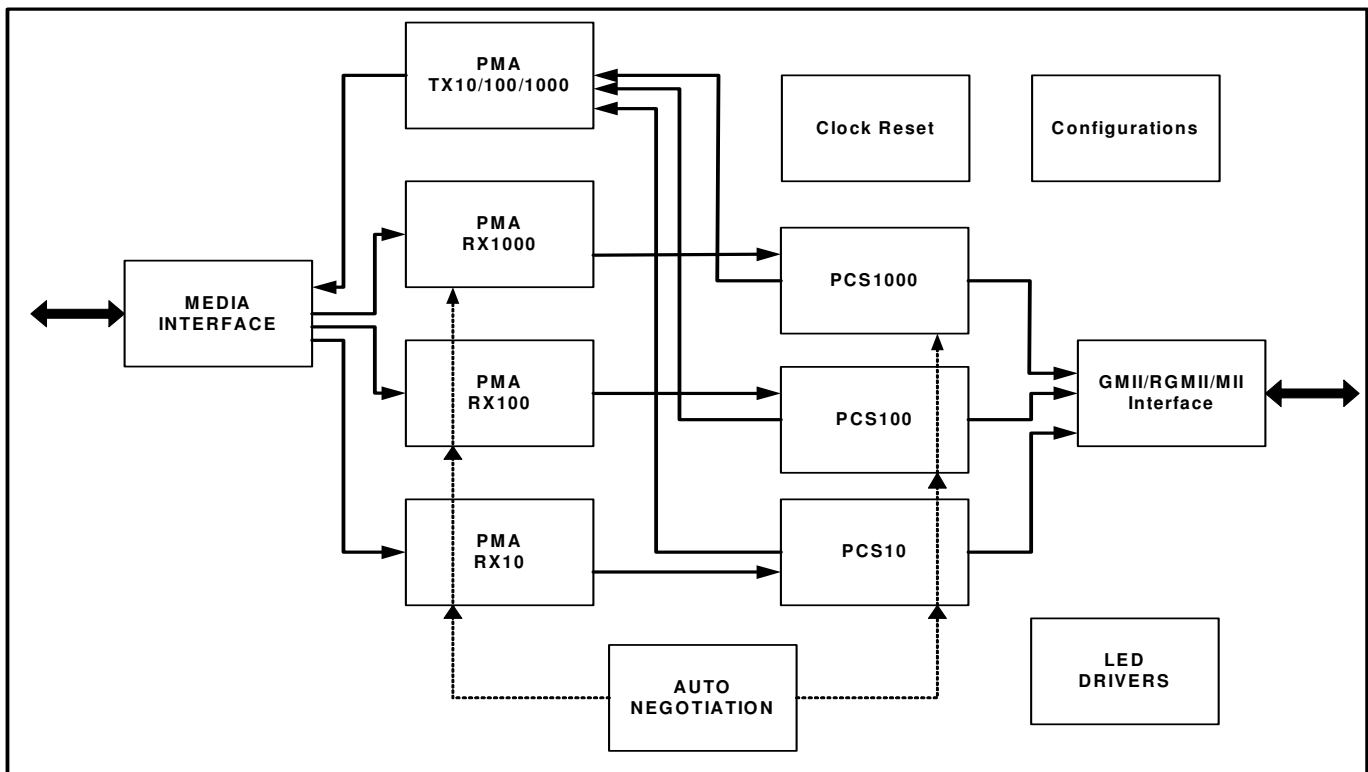 PMA
TX10/100/1000
Clock Reset
Configurations
PMA
RX1000
PCS1000
MEDIA
INTERFACE
PMA
RX100
PCS100
GMII/RGMII/MII
Interface
PMA
RX10
PCS10
AUTO
NEGOTIATION
LED
DRIVERS